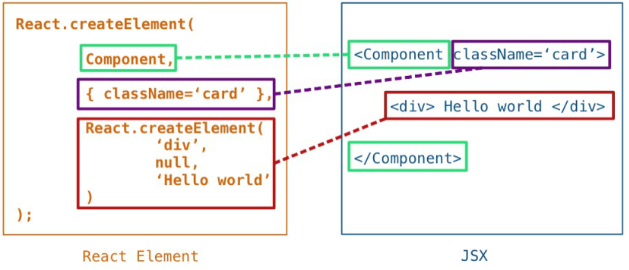 React.createElement(
Component,
{ className=‘card’ },
React.createElement(
‘div’,
null,
‘Hello world’
)
);
React Element
<Component className=‘card’>
<div> Hello world </div>
</Component>
JSX